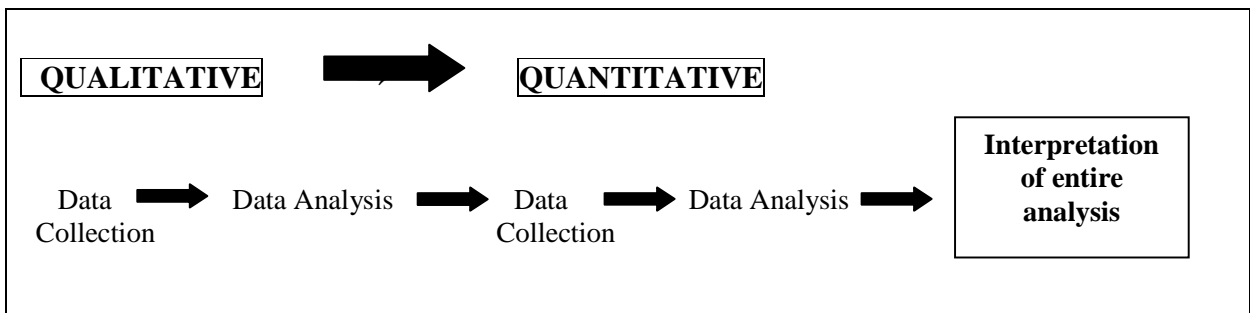 QUALITATIVE
QUANTITATIVE
Interpretation
of entire
analysis
Data
Collection
Data Analysis
Data
Collection
Data Analysis